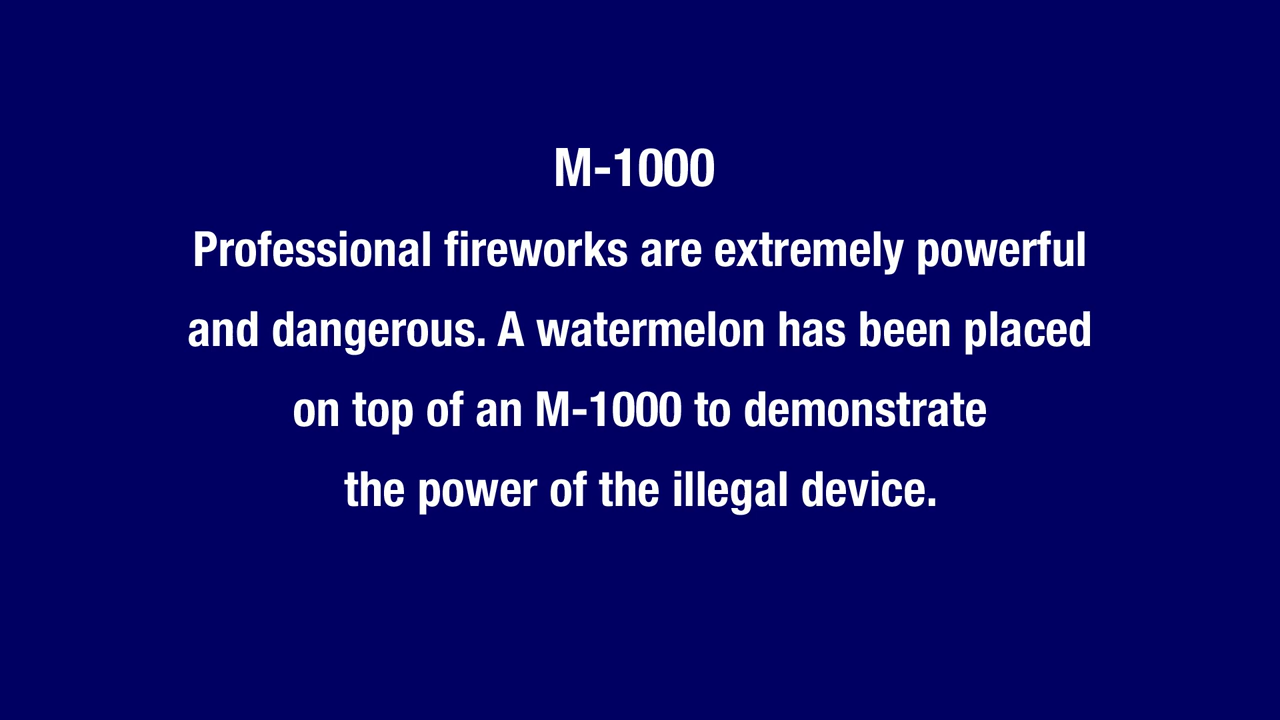 M-1000
Professional fireworks are extremely powerful
and dangerous. A watermelon has been placed
on top of an M-1000 to demonstrate
the power of the illegal device.